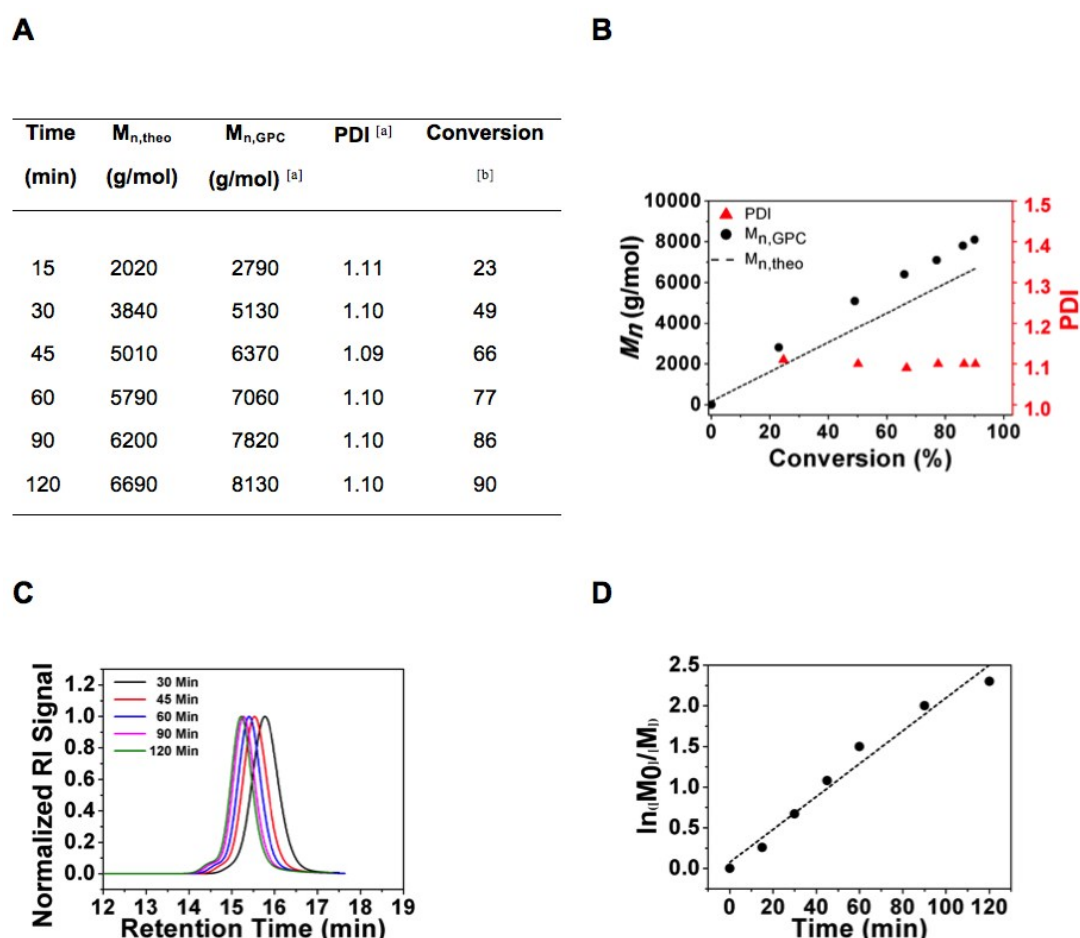 A
B
Time M_n,theo M_n,GPC PDI [a] Conversion
(min) (g/mol) (g/mol) [a] [b]
15 2020 2790 1.11 23
30 3840 5130 1.10 49
45 5010 6370 1.09 66
60 5790 7060 1.10 77
90 6200 7820 1.10 86
120 6690 8130 1.10 90
10000
8000
6000
4000
2000
0
Mn (g/mol)
PDI
Mn,GPC
Mn,theo
1.5
1.4
1.3
1.2
1.1
1.0
PDI
0 20 40 60 80 100
Conversion (%)
C
D
Normalized RI Signal
1.2
1.0
0.8
0.6
0.4
0.2
0.0
30 Min
45 Min
60 Min
90 Min
120 Min
12 13 14 15 16 17 18 19
Retention Time (min)
ln([M0]/[M])
2.5
2.0
1.5
1.0
0.5
0.0
0 20 40 60 80 100 120
Time (min)